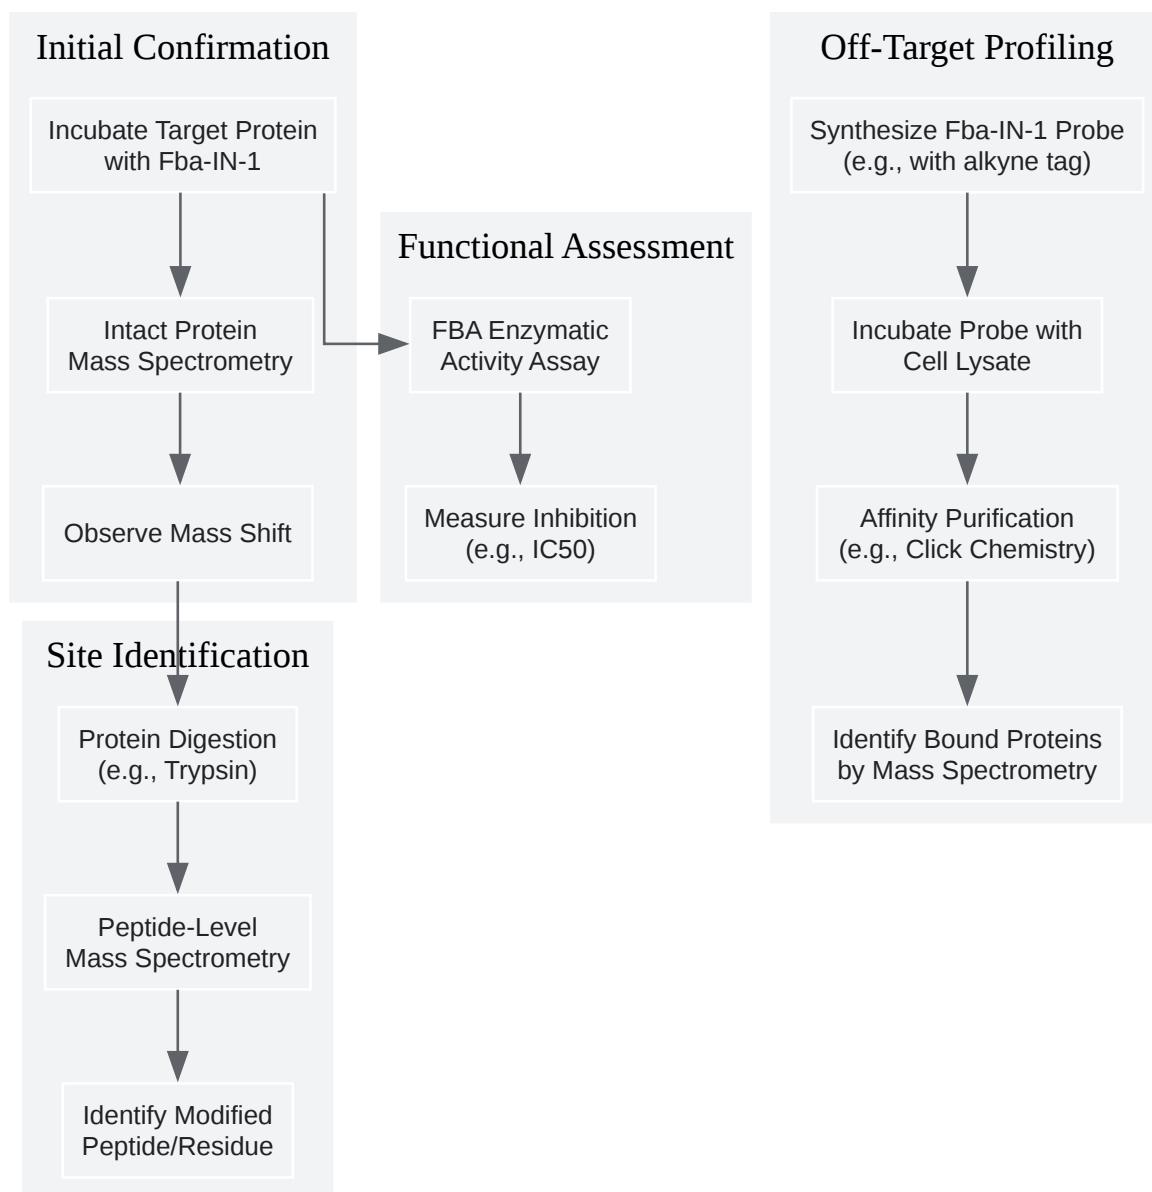 Initial Confirmation
Incubate Target Protein
with Fba-IN-1
Intact Protein
Mass Spectrometry
Observe Mass Shift
Functional Assessment
FBA Enzymatic
Activity Assay
Measure Inhibition
(e.g., IC50)
Site Identification
Protein Digestion
(e.g., Trypsin)
Peptide-Level
Mass Spectrometry
Identify Modified
Peptide/Residue
Off-Target Profiling
Synthesize Fba-IN-1 Probe
(e.g., with alkyne tag)
Incubate Probe with
Cell Lysate
Affinity Purification
(e.g., Click Chemistry)
Identify Bound Proteins
by Mass Spectrometry